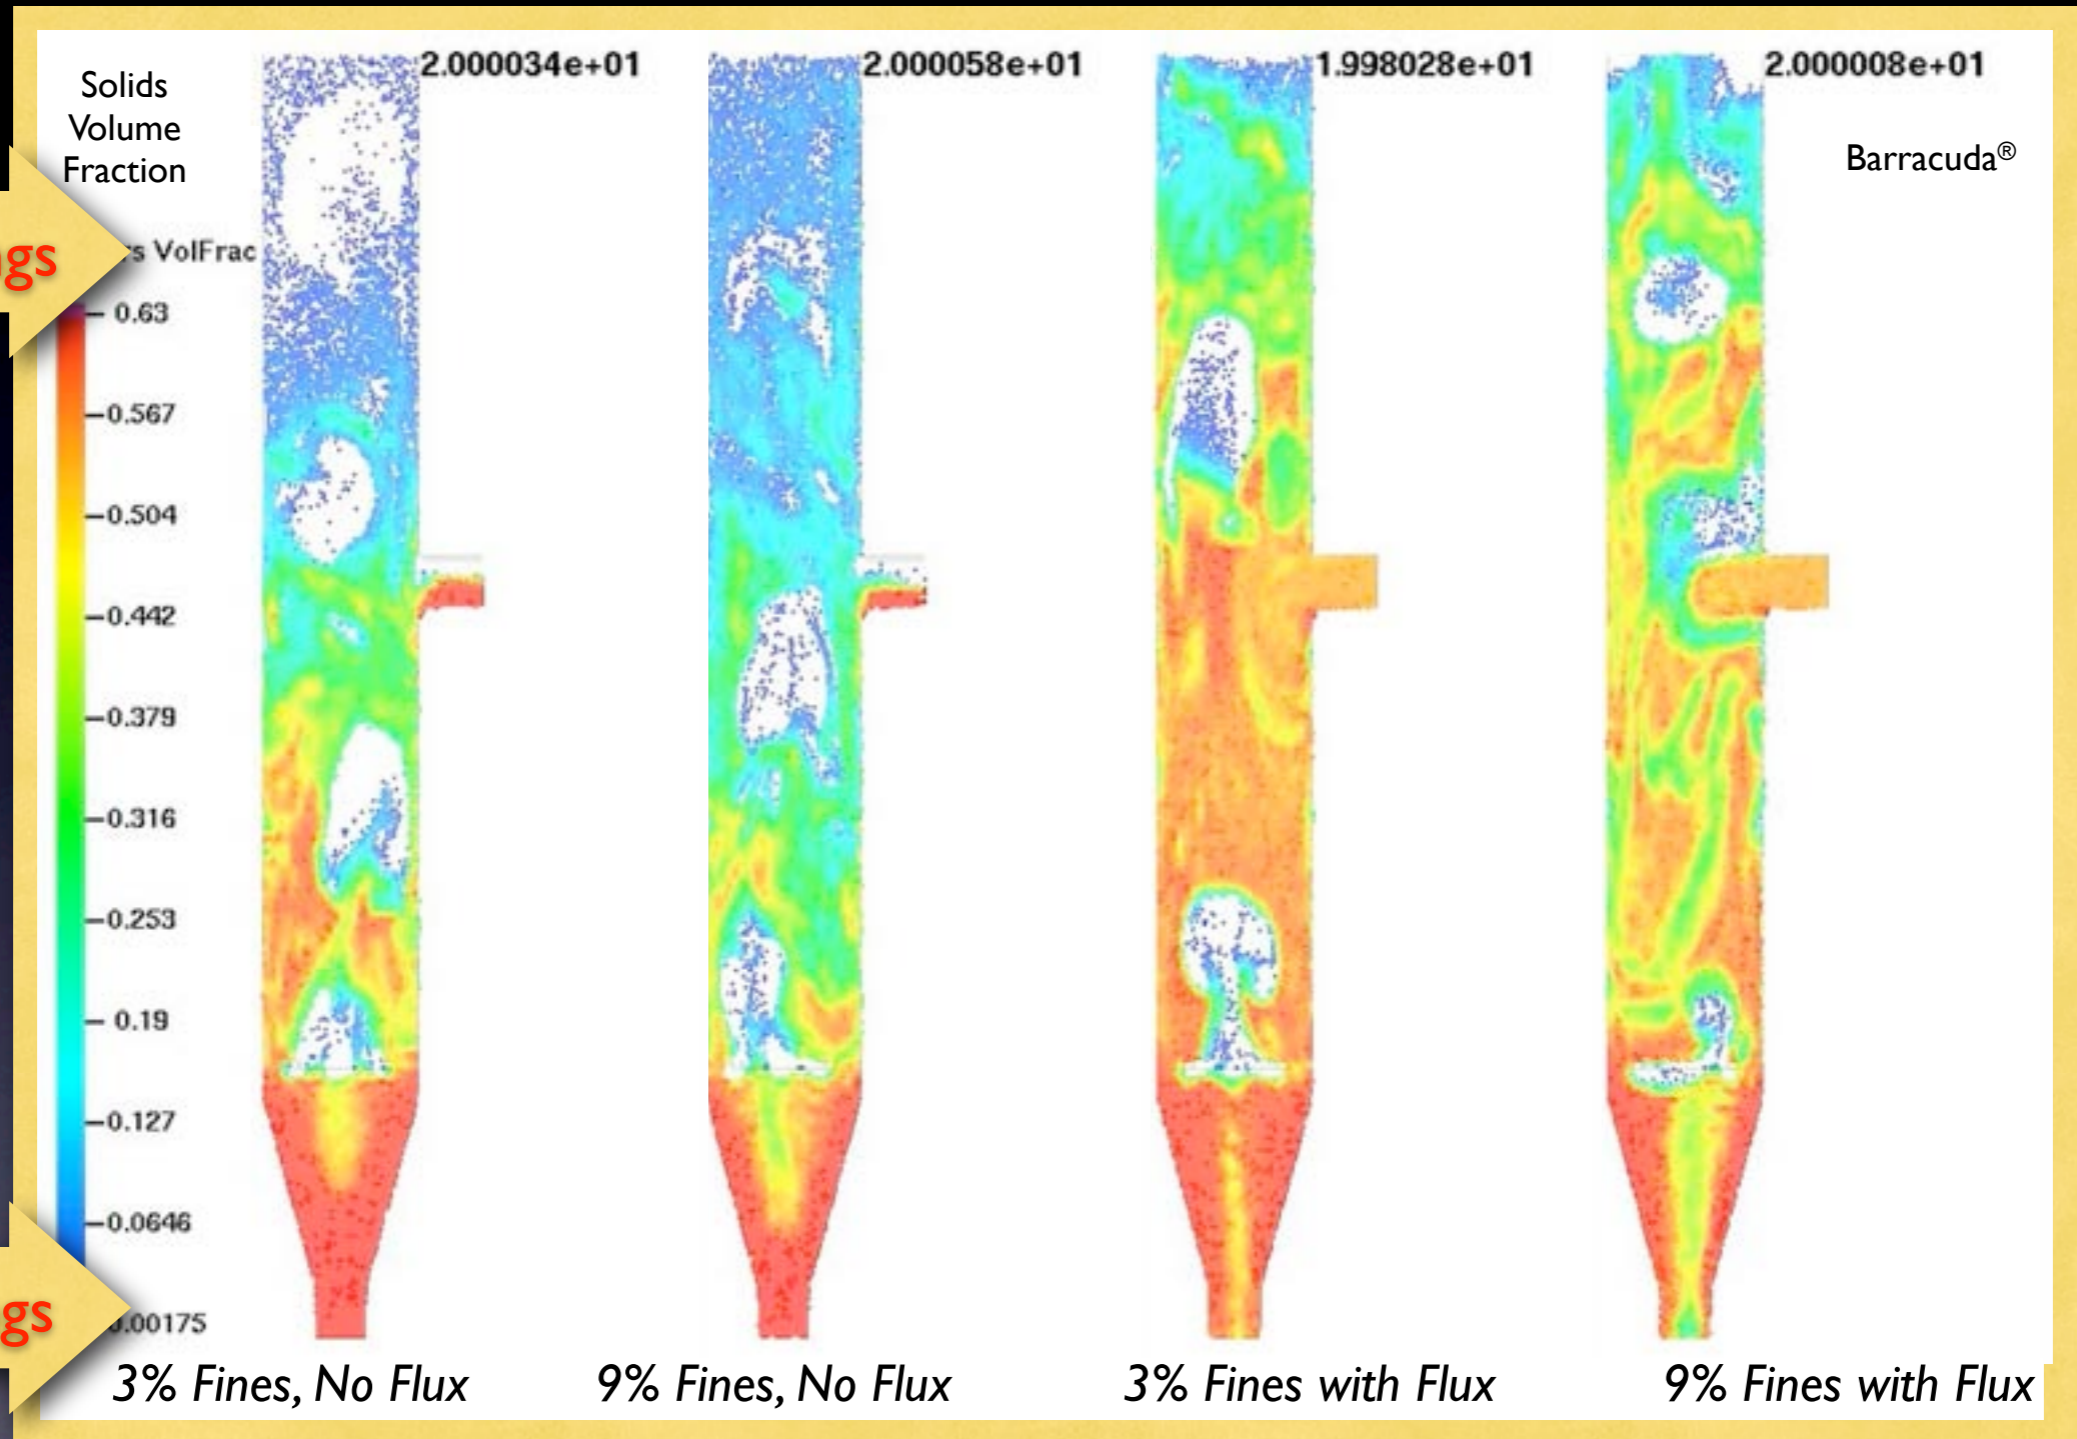 Solids
Volume
Fraction
2.000034e+01
2.000058e+01
1.998028e+01
2.000008e+01
Barracuda®
VolFrac
0.63
0.567
0.504
0.442
0.379
0.316
0.253
0.19
0.127
0.0646
.00175
gs
gs
3% Fines, No Flux
9% Fines, No Flux
3% Fines with Flux
9% Fines with Flux